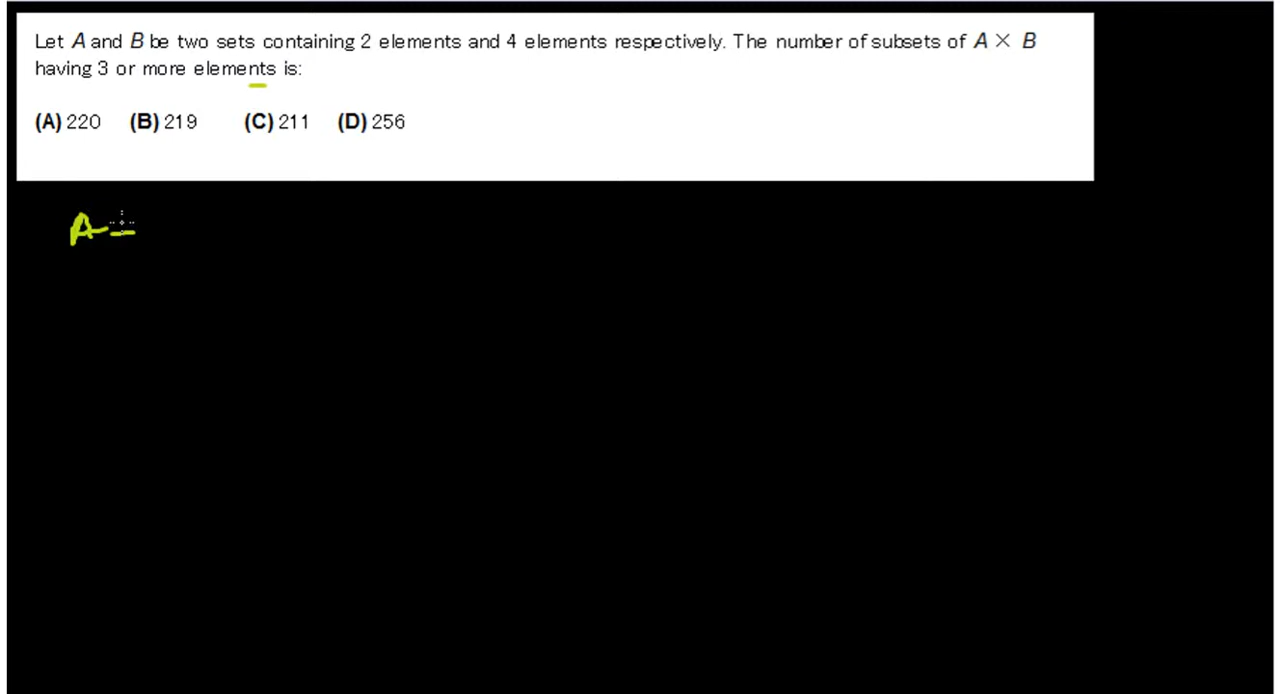 Let A and B be two sets containing 2 elements and 4 elements respectively. The number of subsets of A × B
having 3 or more elements is:
(A) 220 (B) 219 (C) 211 (D) 256
A=